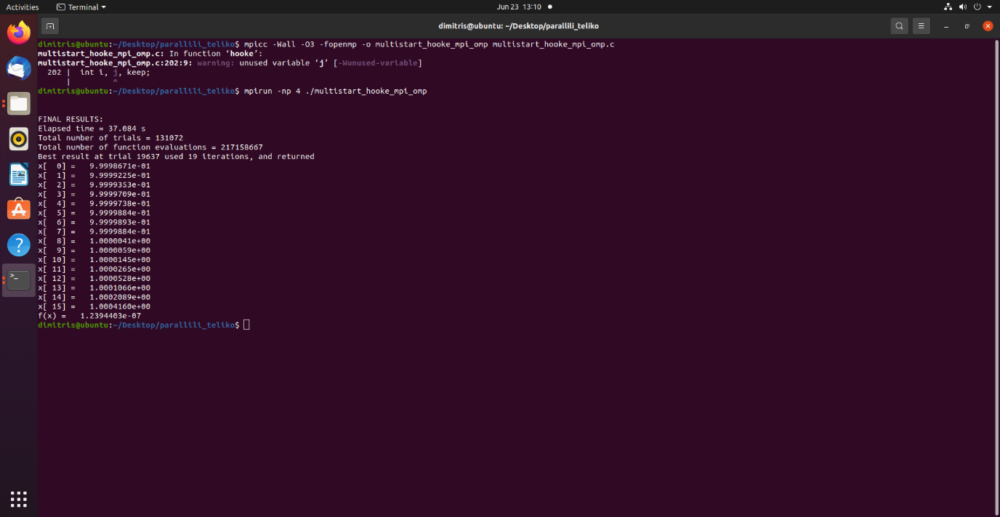 Activities Terminal Jun 23 13:10
dimitris@ubuntu: ~/Desktop/parallili_teliko
dimitris@ubuntu:~/Desktop/parallili_teliko$ mpicc -Wall -O3 -fopenmp -o multistart_hooke_mpi_omp multistart_hooke_mpi_omp.c
multistart_hooke_mpi_omp.c: In function ‘hooke’:
multistart_hooke_mpi_omp.c:202:9: warning: unused variable ‘j’ [-Wunused-variable]
  202 |  int i, j, keep;
      |         ^
dimitris@ubuntu:~/Desktop/parallili_teliko$ mpirun -np 4 ./multistart_hooke_mpi_omp
FINAL RESULTS:
Elapsed time = 37.084 s
Total number of trials = 131072
Total number of function evaluations = 217158667
Best result at trial 19637 used 19 iterations, and returned
x[  0] =   9.9998671e-01
x[  1] =   9.9999225e-01
x[  2] =   9.9999353e-01
x[  3] =   9.9999709e-01
x[  4] =   9.9999738e-01
x[  5] =   9.9999884e-01
x[  6] =   9.9999893e-01
x[  7] =   9.9999884e-01
x[  8] =   1.0000041e+00
x[  9] =   1.0000059e+00
x[ 10] =   1.0000145e+00
x[ 11] =   1.0000265e+00
x[ 12] =   1.0000528e+00
x[ 13] =   1.0001066e+00
x[ 14] =   1.0002089e+00
x[ 15] =   1.0004160e+00
f(x) =   1.2394403e-07
dimitris@ubuntu:~/Desktop/parallili_teliko$